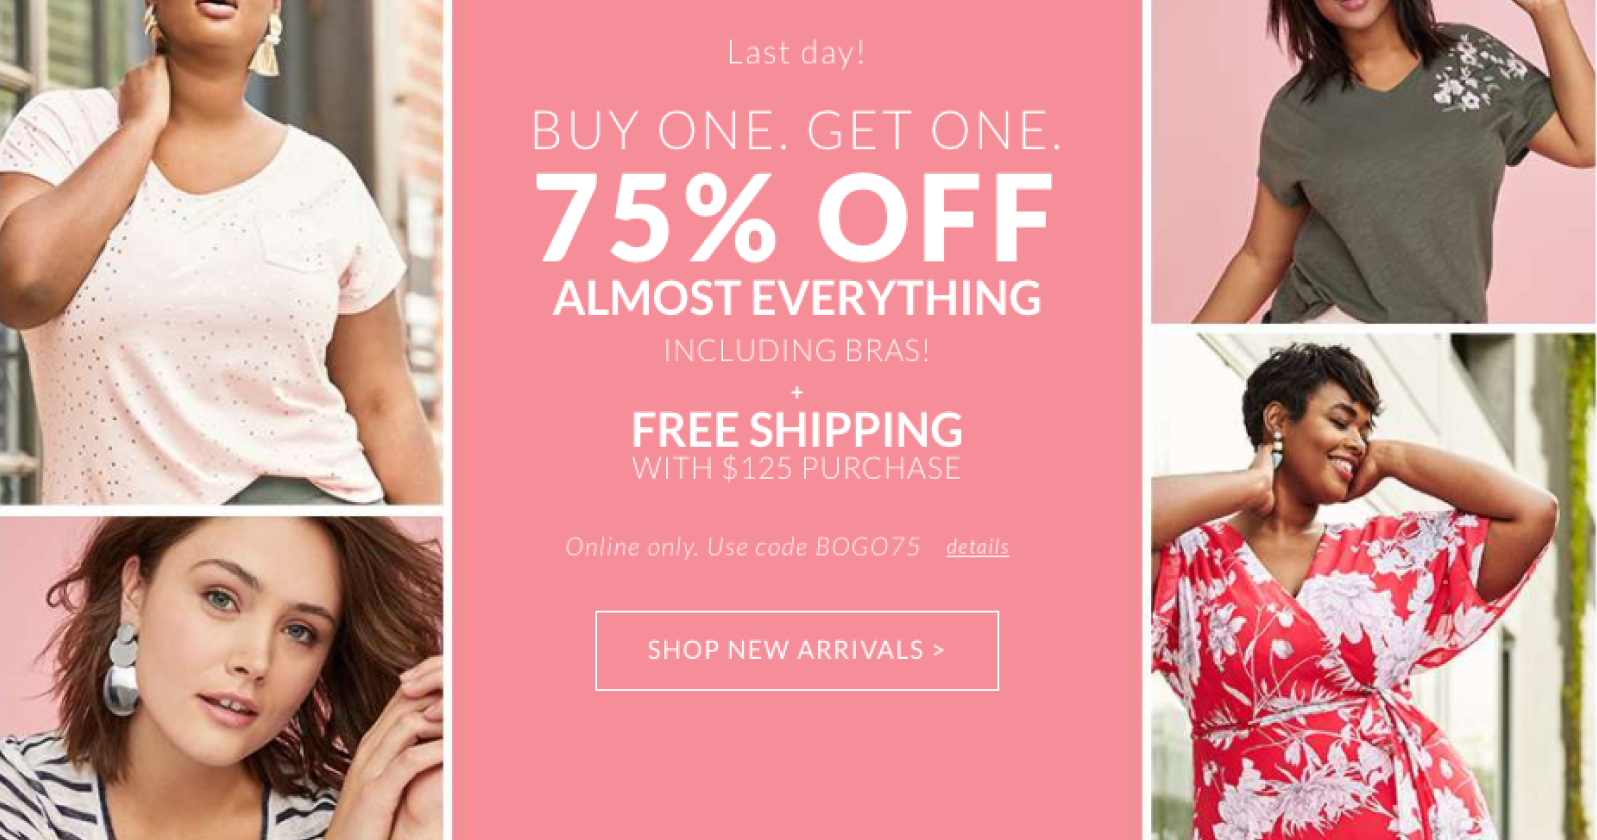 Last day!
BUY ONE. GET ONE.
75% OFF
ALMOST EVERYTHING
INCLUDING BRAS!
+
FREE SHIPPING
WITH $125 PURCHASE
Online only. Use code BOGO75 details
SHOP NEW ARRIVALS >